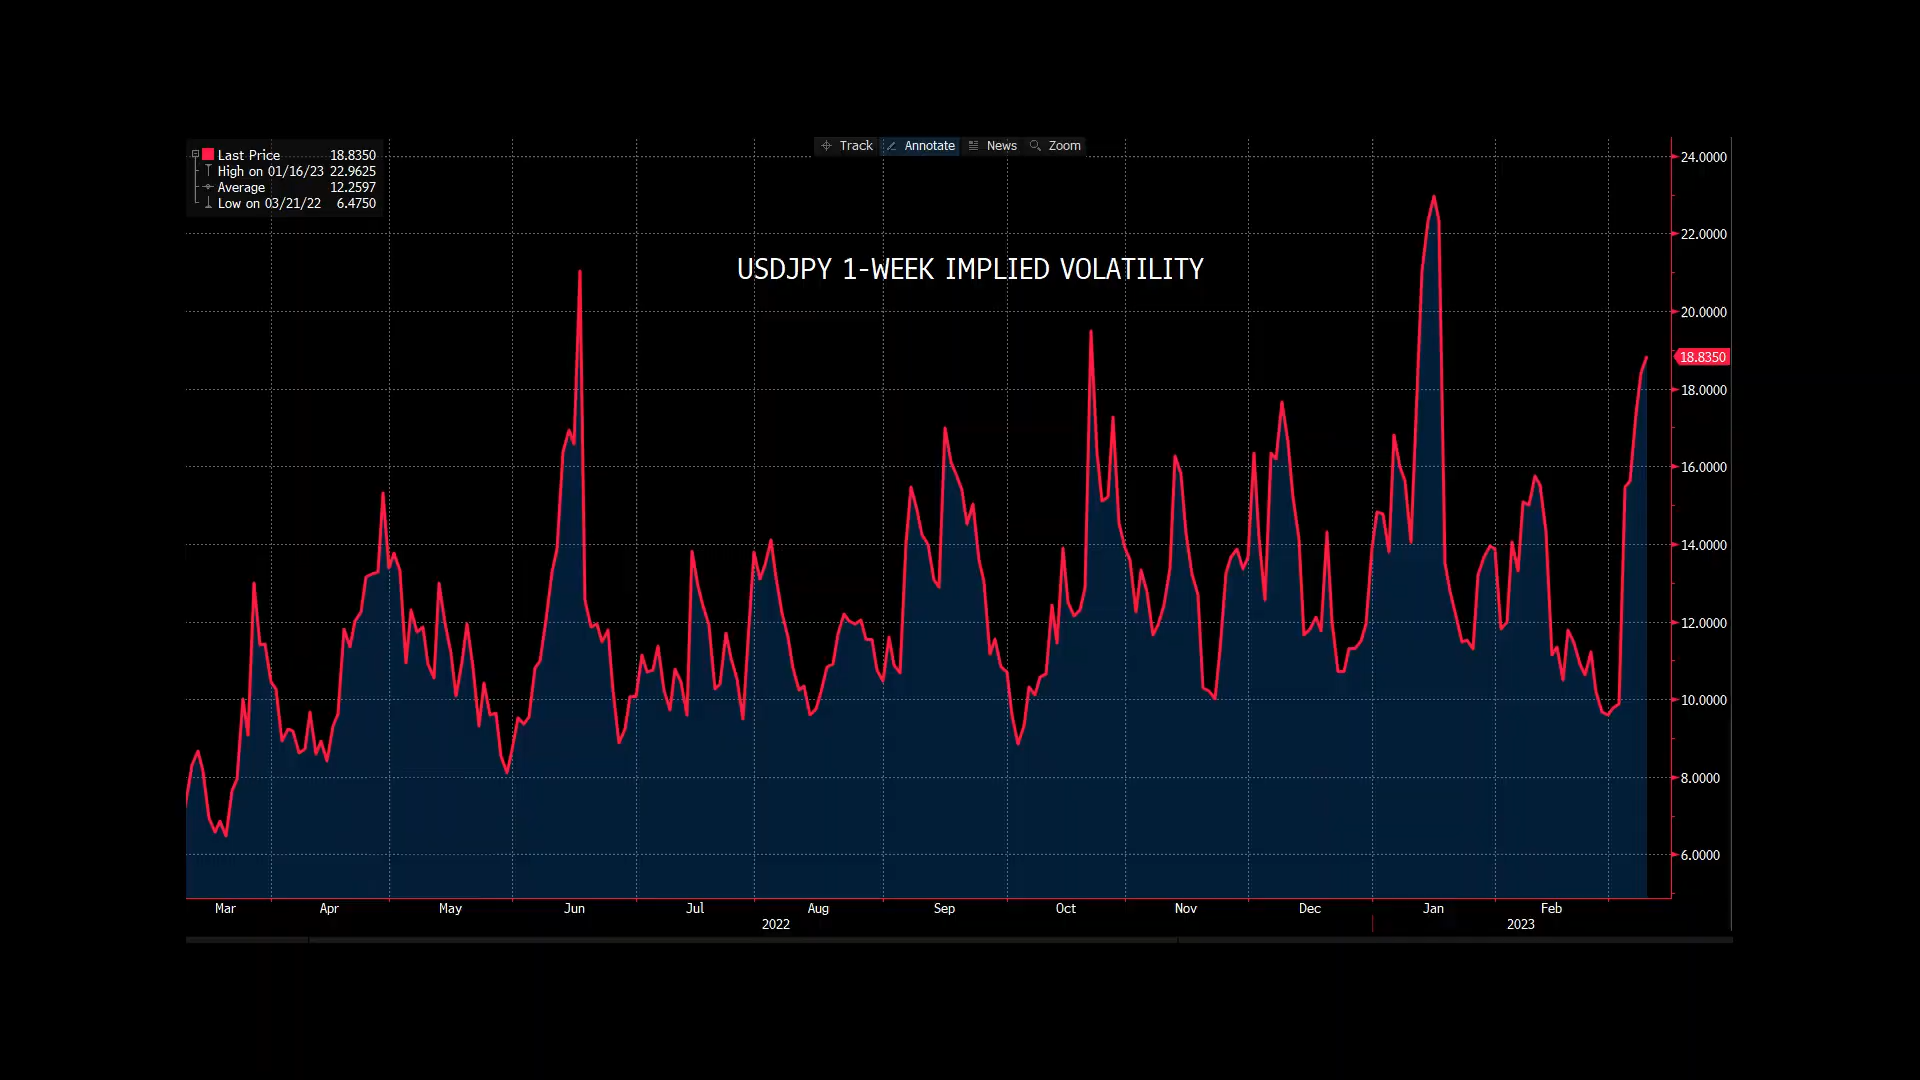 Track Annotate News Zoom
Last Price 18.8350
High on 01/16/23 22.9625
Average 12.2597
Low on 03/21/22 6.4750
USDJPY 1-WEEK IMPLIED VOLATILITY
24.0000
22.0000
20.0000
18.8350
18.0000
16.0000
14.0000
12.0000
10.0000
8.0000
6.0000
Mar Apr May Jun Jul Aug Sep Oct Nov Dec Jan Feb
2022 2023